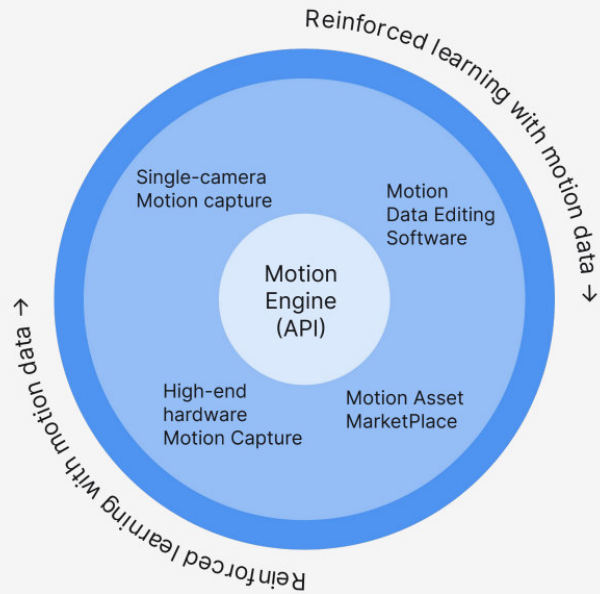 Reinforced learning with motion data →
Single-camera
Motion capture
Motion
Data Editing
Software
Motion
Engine
(API)
High-end
hardware
Motion Capture
Motion Asset
MarketPlace
Reinforced learning with motion data →